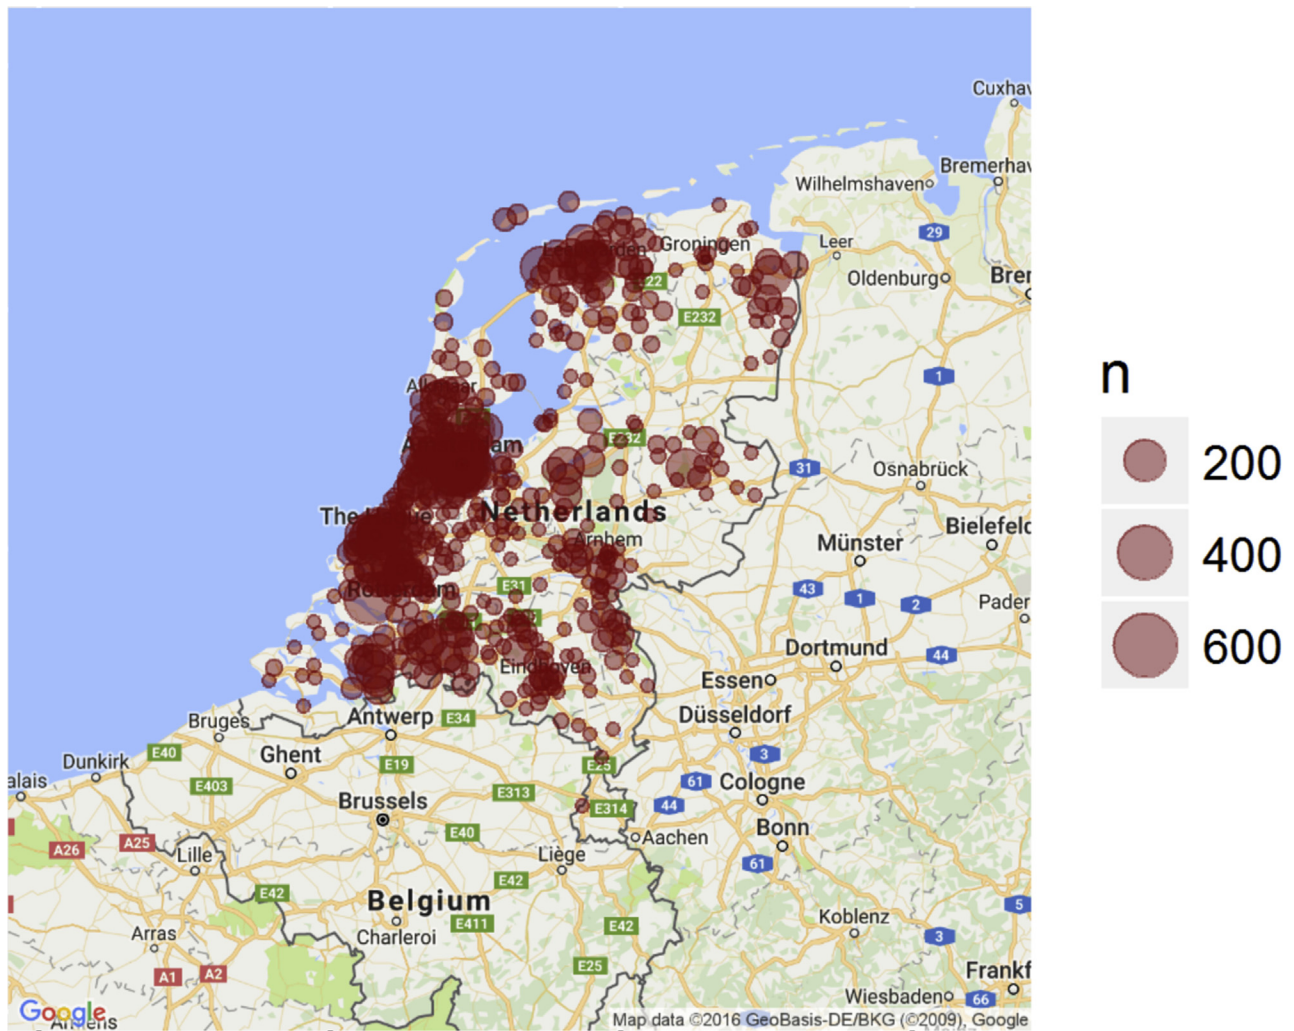 Cuxhav
Bremerhav
Wilhelmshaven
29
Leer
Groningen
Oldenburg
Brer
22
E232
1
Al
A am
E232
31
Osnabrück
The
Netherlands
Bielefeld
Arnhem
Münster
E31
43
1
2
Pader
Dortmund
44
Eindhoven
Essen
Bruges
Antwerp
E34
Düsseldorf
E40
Ghent
Dunkirk
E19
3
E25
alais
E403
E313
61
Cologne
Brussels
E314
44
A25
E40
Aachen
Bonn
A26
Lille
Liège
61
E42
E42
Belgium
5
E411
E42
Koblenz
Arras
Charleroi
3
A1
A2
E25
Frankf
Wiesbaden
66
Google
Map data ©2016 GeoBasis-DE/BKG (©2009), Google
n
200
400
600